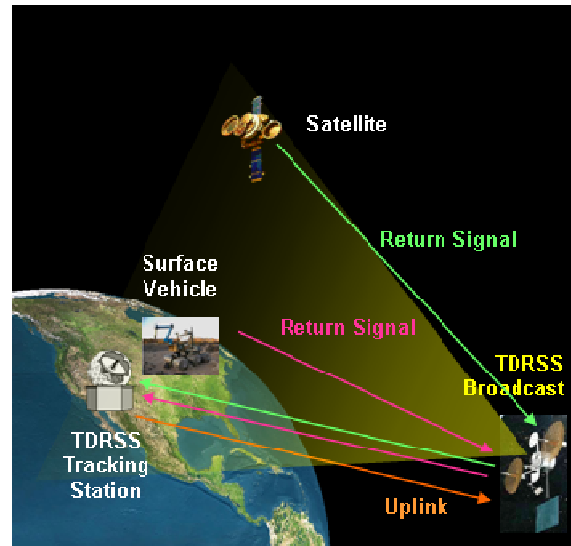 Satellite
Return Signal
Surface
Vehicle
Return Signal
TDRSS
Broadcast
TDRSS
Tracking
Station
Uplink